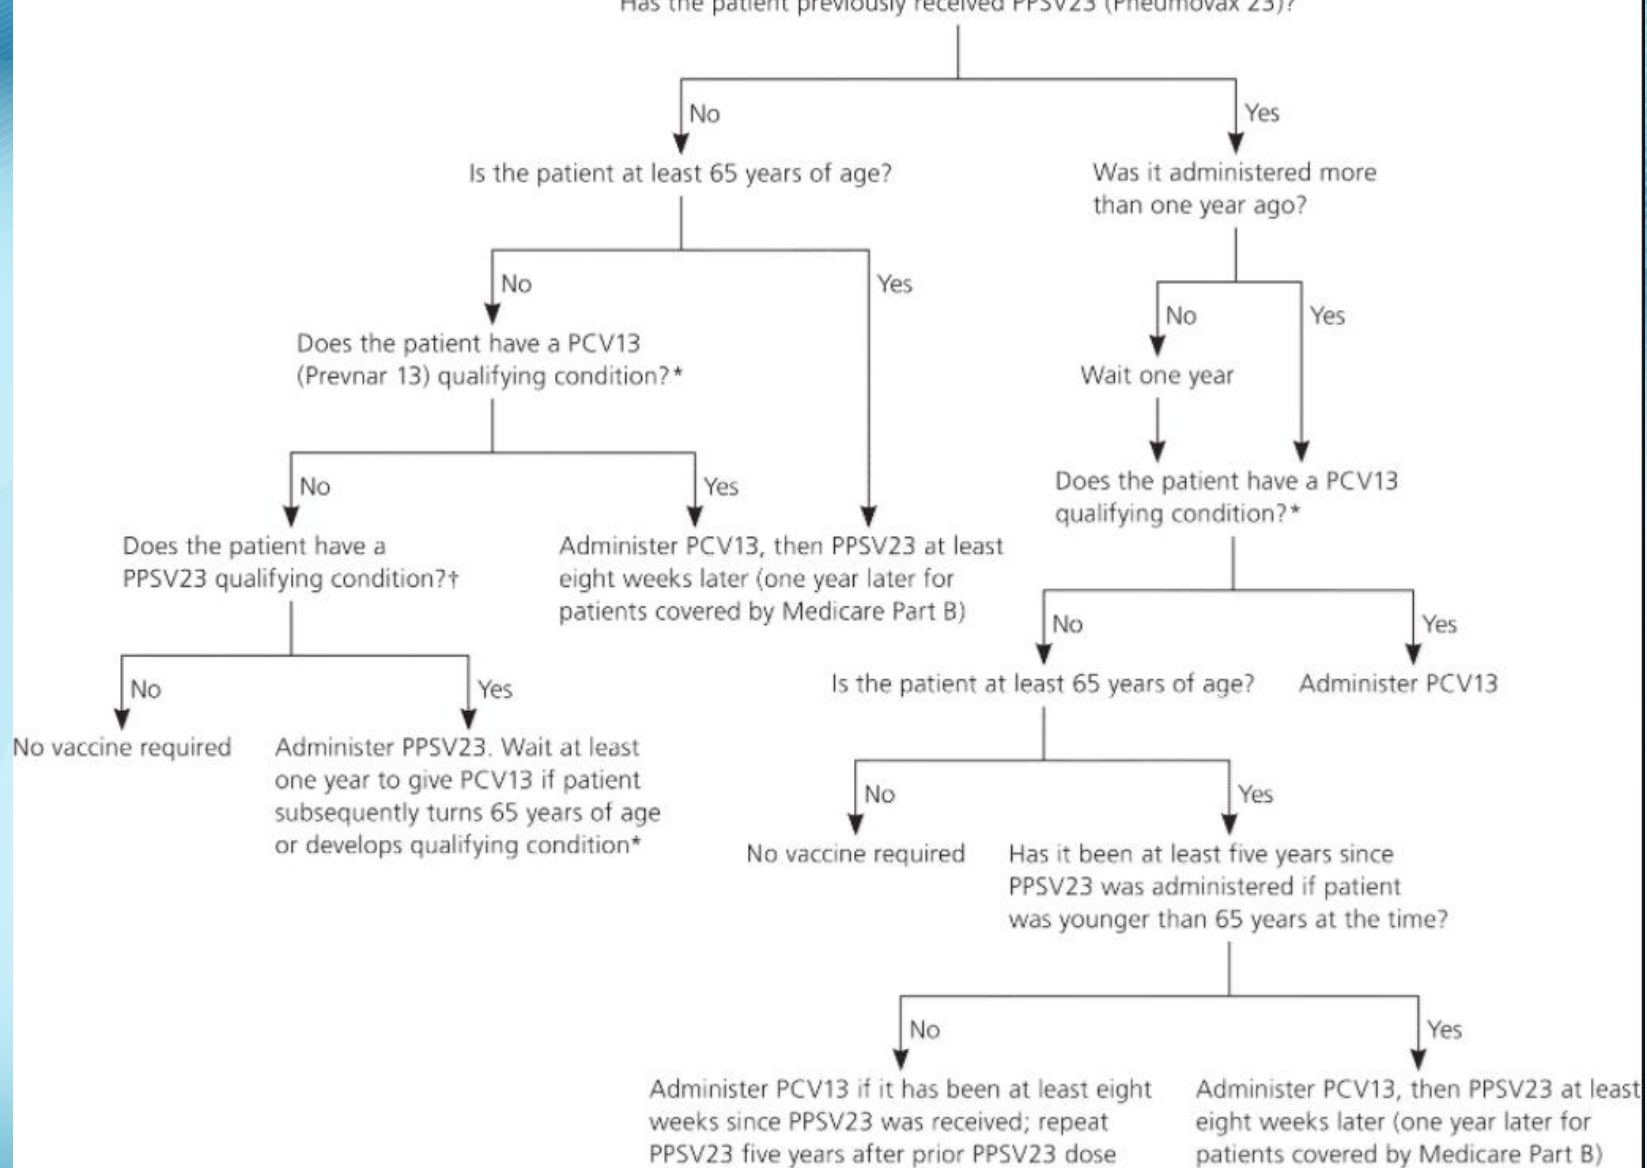 Has the patient previously received PPSV23 (Pneumovax 23)?
No
Yes
Is the patient at least 65 years of age?
Was it administered more
than one year ago?
No
Yes
No
Yes
Does the patient have a PCV13
(Prevnar 13) qualifying condition?*
Wait one year
No
Yes
Does the patient have a PCV13
qualifying condition?*
Does the patient have a
PPSV23 qualifying condition?†
Administer PCV13, then PPSV23 at least
eight weeks later (one year later for
patients covered by Medicare Part B)
No
Yes
No
Yes
Is the patient at least 65 years of age?
Administer PCV13
No vaccine required
Administer PPSV23. Wait at least
one year to give PCV13 if patient
subsequently turns 65 years of age
or develops qualifying condition*
No
Yes
No vaccine required
Has it been at least five years since
PPSV23 was administered if patient
was younger than 65 years at the time?
No
Yes
Administer PCV13 if it has been at least eight
weeks since PPSV23 was received; repeat
PPSV23 five years after prior PPSV23 dose
Administer PCV13, then PPSV23 at least
eight weeks later (one year later for
patients covered by Medicare Part B)